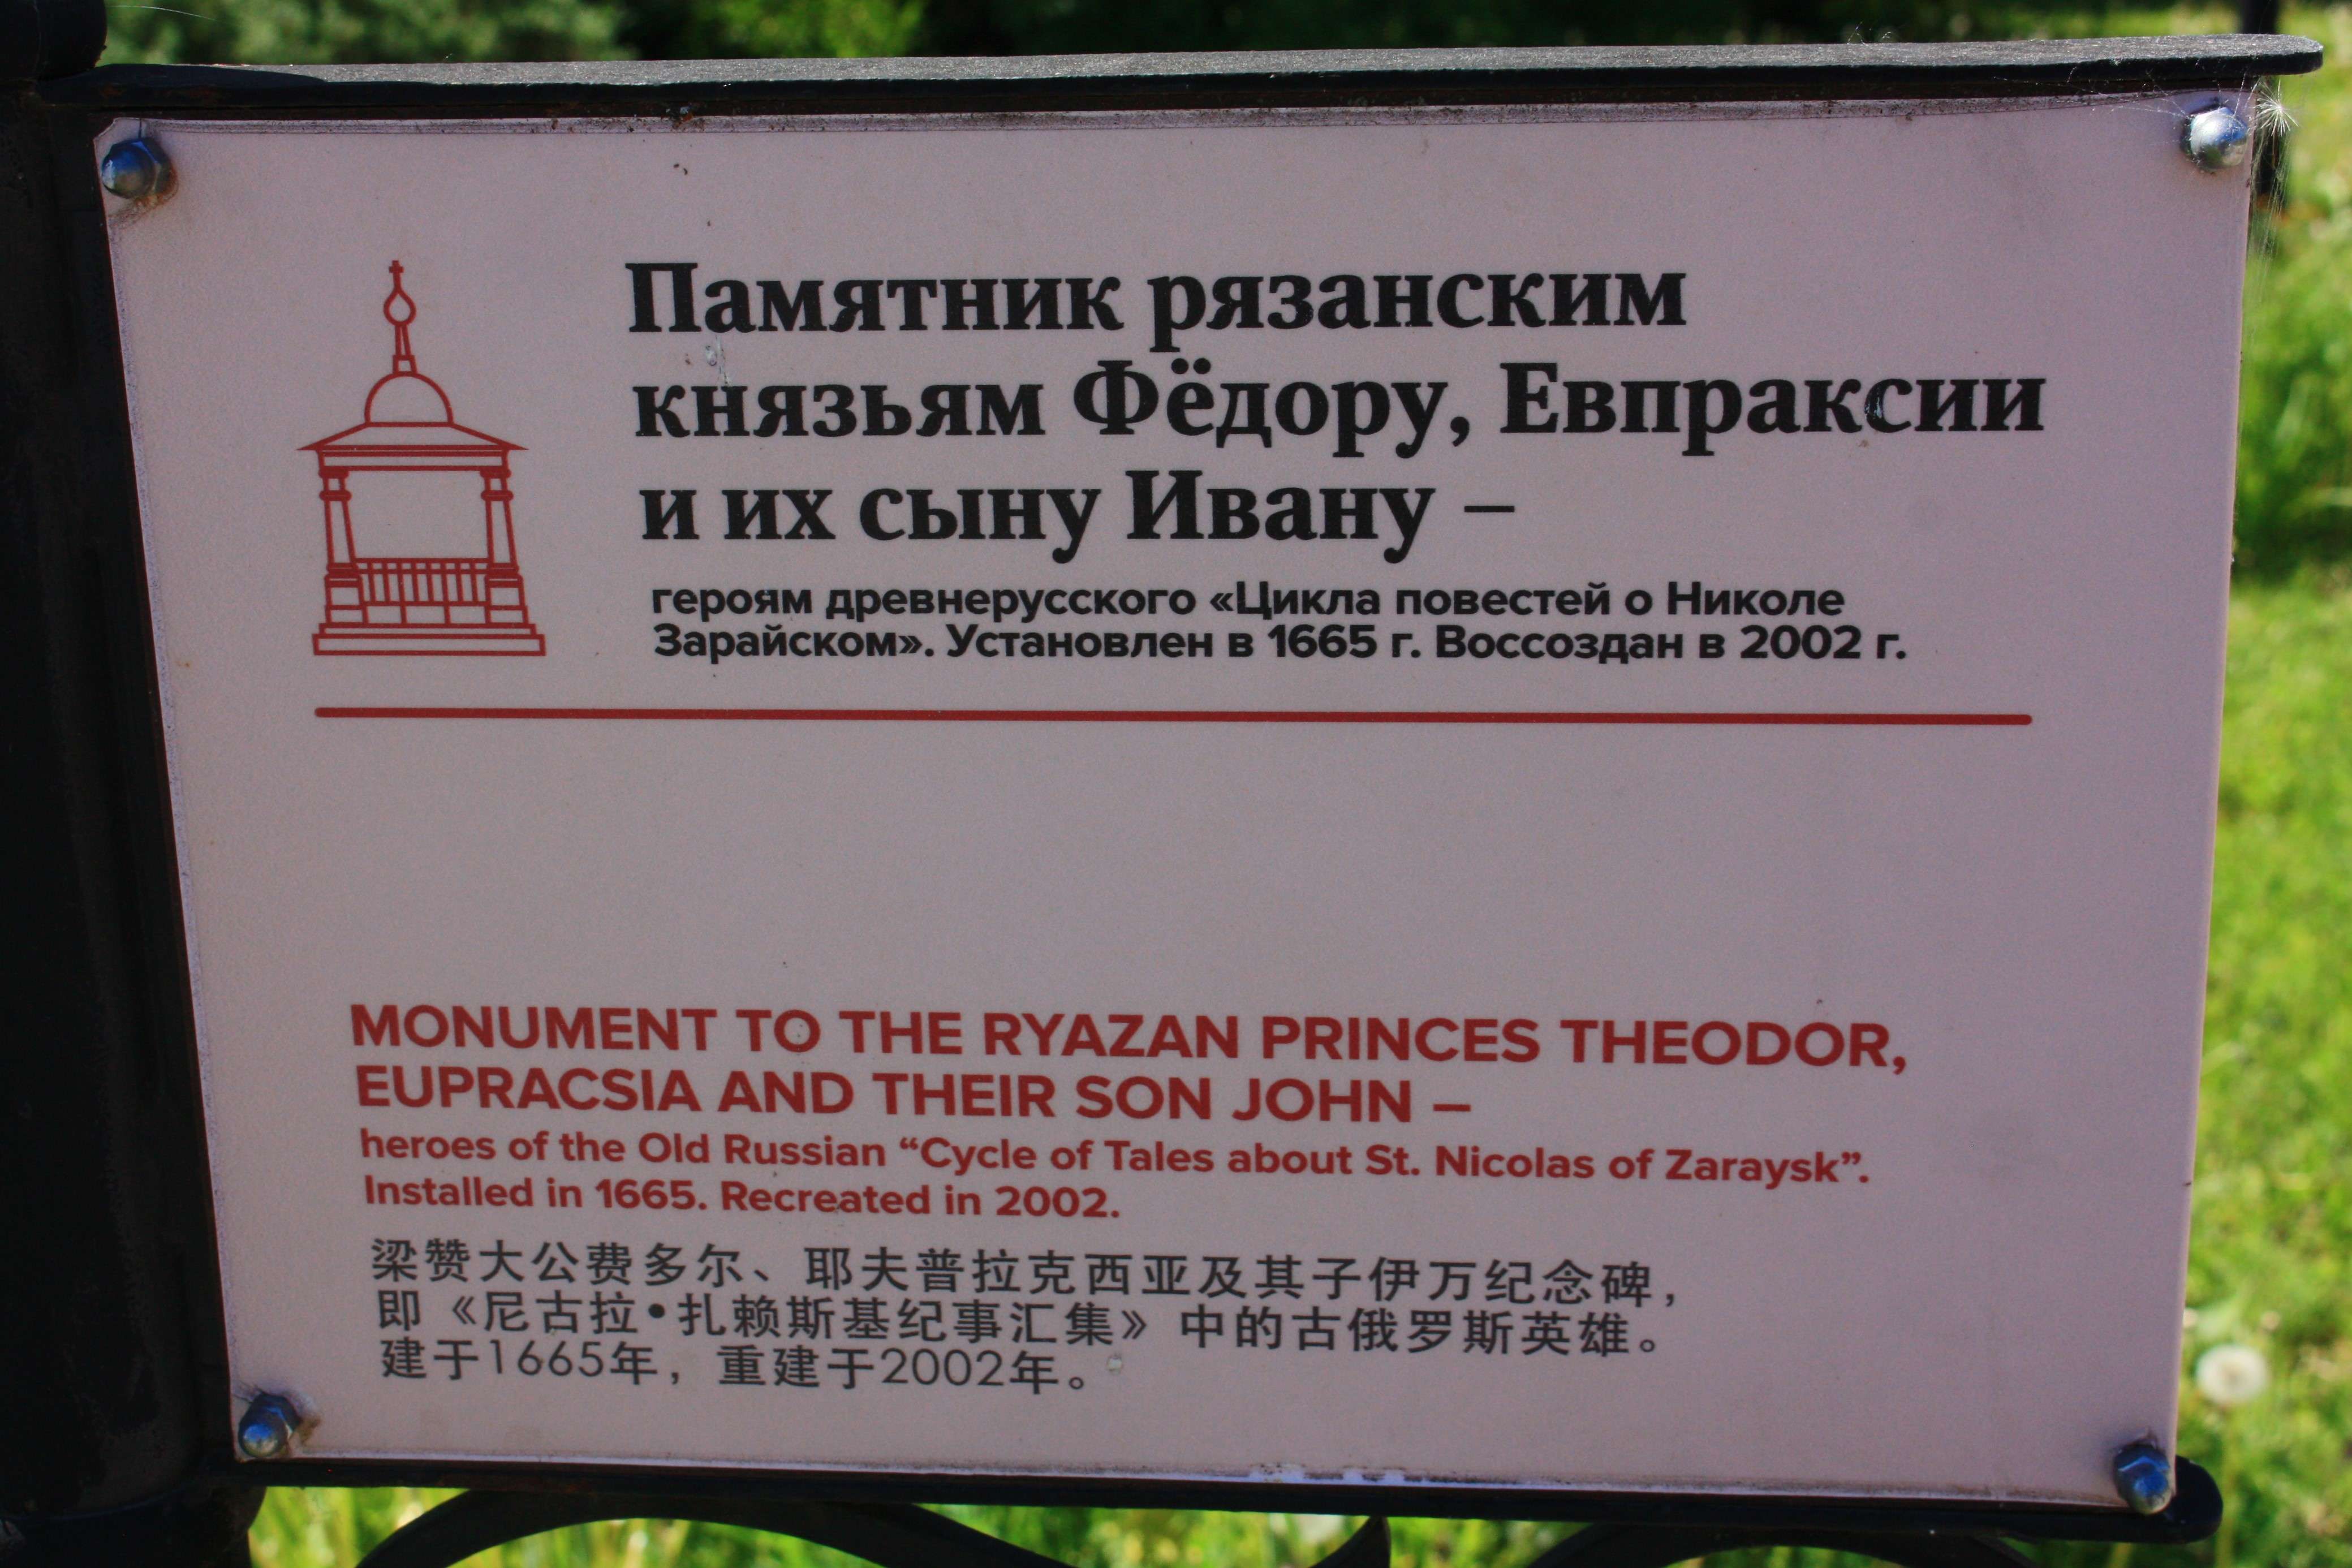 Памятник рязанским
князьям Фёдору, Евпраксии
и их сыну Ивану –
героям древнерусского «Цикла повестей о Николе
Зарайском». Установлен в 1665 г. Воссоздан в 2002 г.
MONUMENT TO THE RYAZAN PRINCES THEODOR,
EUPRACSIA AND THEIR SON JOHN –
heroes of the Old Russian “Cycle of Tales about St. Nicolas of Zaraysk”.
Installed in 1665. Recreated in 2002.
梁赞大公费多尔、耶夫普拉克西亚及其子伊万纪念碑，
即《尼古拉•扎赖斯基纪事汇集》中的古俄罗斯英雄。
建于1665年，重建于2002年。